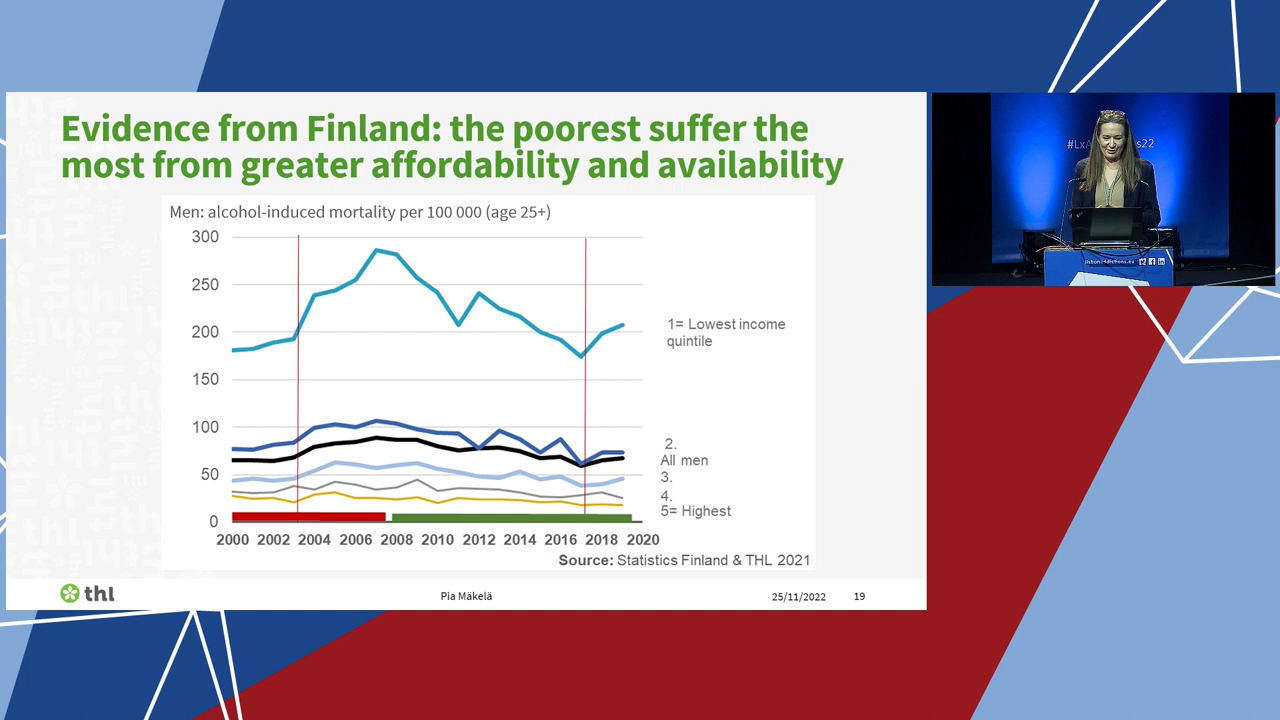 Evidence from Finland: the poorest suffer the
most from greater affordability and availability
Men: alcohol-induced mortality per 100 000 (age 25+)
300
250
200
150
100
50
0
2000 2002 2004 2006 2008 2010 2012 2014 2016 2018 2020
1= Lowest income
quintile
2.
All men
3.
4.
5= Highest
Source: Statistics Finland & THL 2021
thl
Pia Mäkelä
25/11/2022
19